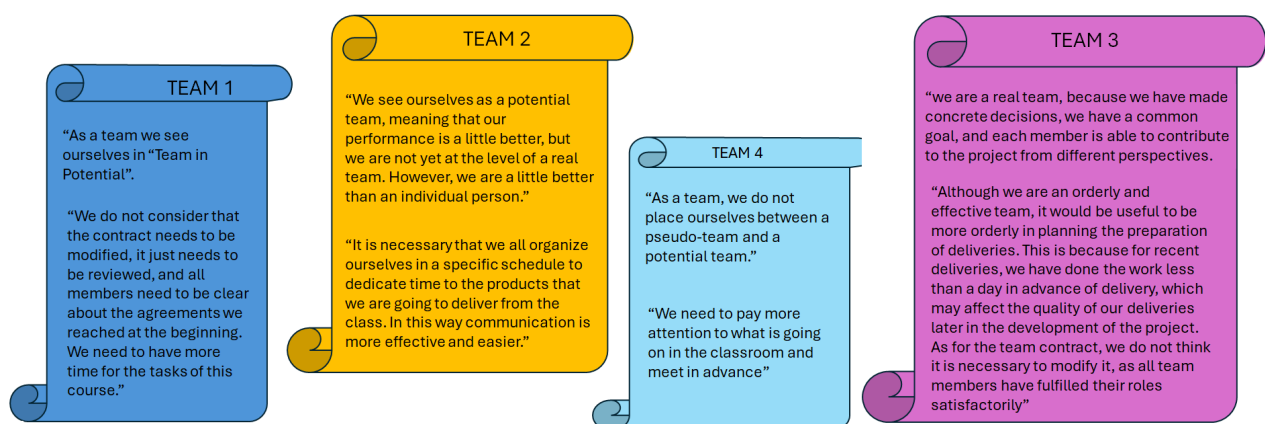 TEAM 1
“As a team we see
ourselves in “Team in
Potential”.
“We do not consider that
the contract needs to be
modified, it just needs to
be reviewed, and all
members need to be clear
about the agreements we
reached at the beginning.
We need to have more
time for the tasks of this
course.”
TEAM 2
“We see ourselves as a potential
team, meaning that our
performance is a little better, but
we are not yet at the level of a real
team. However, we are a little better
than an individual person.”
“It is necessary that we all organize
ourselves in a specific schedule to
dedicate time to the products that
we are going to deliver from the
class. In this way communication is
more effective and easier.”
TEAM 4
“As a team, we do not
place ourselves between a
pseudo-team and a
potential team.”
“We need to pay more
attention to what is going
on in the classroom and
meet in advance”
TEAM 3
“we are a real team, because we have made
concrete decisions, we have a common
goal, and each member is able to contribute
to the project from different perspectives.
“Although we are an orderly and
effective team, it would be useful to be
more orderly in planning the preparation
of deliveries. This is because for recent
deliveries, we have done the work less
than a day in advance of delivery, which
may affect the quality of our deliveries
later in the development of the project.
As for the team contract, we do not think
it is necessary to modify it, as all team
members have fulfilled their roles
satisfactorily”